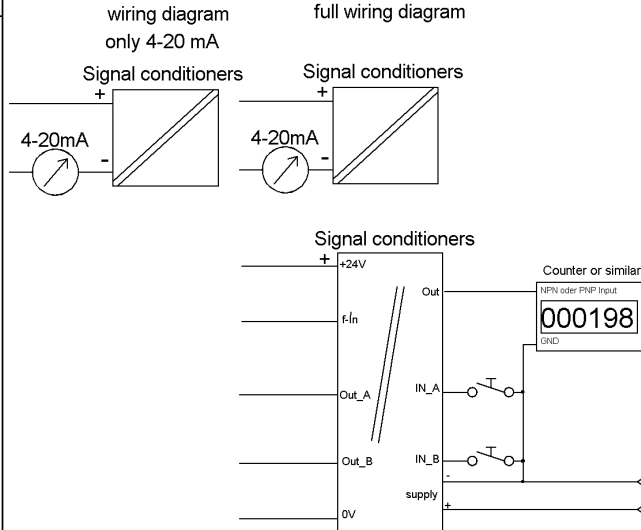 wiring diagram
only 4-20 mA
full wiring diagram
Signal conditioners
+
4-20mA
-
Signal conditioners
+
4-20mA
-
Signal conditioners
+
+24V
Out
Counter or similar
NPN oder PNP Input
000198
GND
f-In
Out_A
IN_A
Out_B
IN_B
-
supply
+
0V